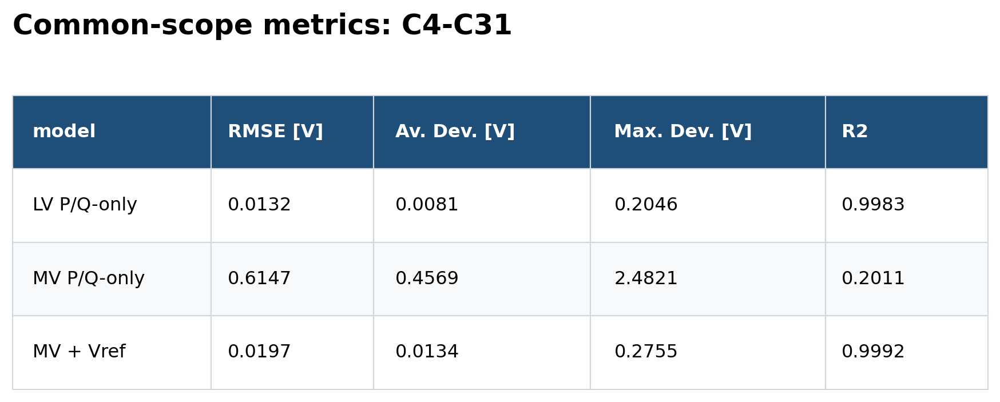 Common-scope metrics: C4-C31
model RMSE [V] Av. Dev. [V] Max. Dev. [V] R2
LV P/Q-only 0.0132 0.0081 0.2046 0.9983
MV P/Q-only 0.6147 0.4569 2.4821 0.2011
MV + Vref 0.0197 0.0134 0.2755 0.9992